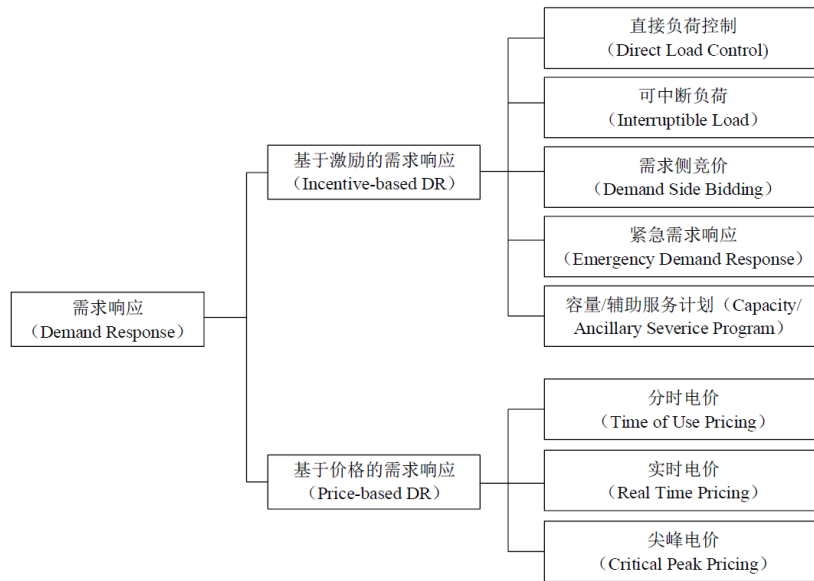 直接负荷控制
（Direct Load Control)
可中断负荷
（Interruptible Load）
基于激励的需求响应
（Incentive-based DR）
需求侧竞价
（Demand Side Bidding）
紧急需求响应
（Emergency Demand Response）
需求响应
（Demand Response）
容量/辅助服务计划（Capacity/
Ancillary Severice Program）
分时电价
（Time of Use Pricing）
基于价格的需求响应
（Price-based DR）
实时电价
（Real Time Pricing）
尖峰电价
（Critical Peak Pricing）